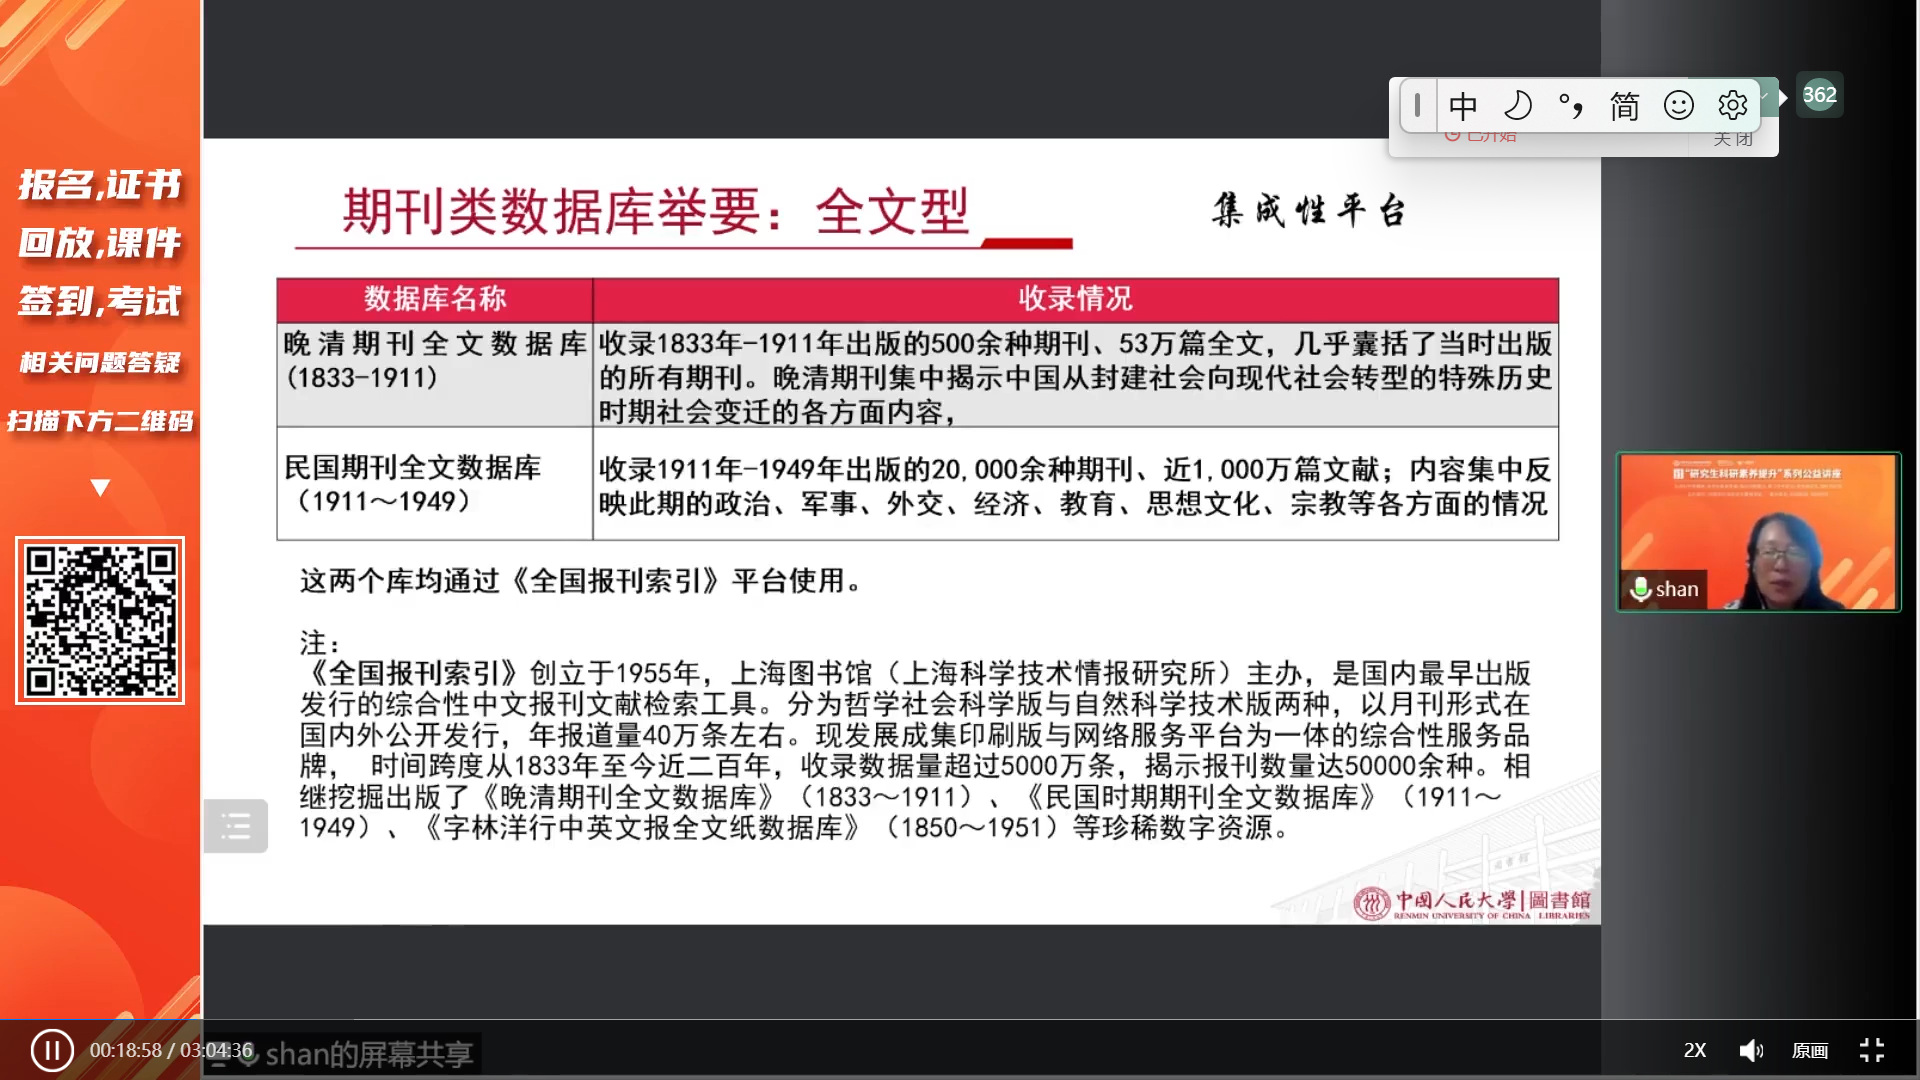 报名,证书
回放,课件
签到,考试
相关问题答疑
扫描下方二维码
中
简
362
已开始
关闭
期刊类数据库举要：全文型
集成性平台
数据库名称
收录情况
晚清期刊全文数据库
(1833-1911)
收录1833年-1911年出版的500余种期刊、53万篇全文，几乎囊括了当时出版
的所有期刊。晚清期刊集中揭示中国从封建社会向现代社会转型的特殊历史
时期社会变迁的各方面内容，
民国期刊全文数据库
（1911～1949）
收录1911年-1949年出版的20,000余种期刊、近1,000万篇文献；内容集中反
映此期的政治、军事、外交、经济、教育、思想文化、宗教等各方面的情况
这两个库均通过《全国报刊索引》平台使用。
注：
《全国报刊索引》创立于1955年，上海图书馆（上海科学技术情报研究所）主办，是国内最早出版
发行的综合性中文报刊文献检索工具。分为哲学社会科学版与自然科学技术版两种，以月刊形式在
国内外公开发行，年报道量40万条左右。现发展成集印刷版与网络服务平台为一体的综合性服务品
牌， 时间跨度从1833年至今近二百年，收录数据量超过5000万条，揭示报刊数量达50000余种。相
继挖掘出版了《晚清期刊全文数据库》（1833～1911）、《民国时期期刊全文数据库》（1911～
1949）、《字林洋行中英文报全文纸数据库》（1850～1951）等珍稀数字资源。
中国人民大学|圖書館
RENMIN UNIVERSITY OF CHINA LIBRARIES
"研究生科研素养提升"系列公益讲座
shan
00:18:58 / 03:04:36
shan的屏幕共享
2X
原画